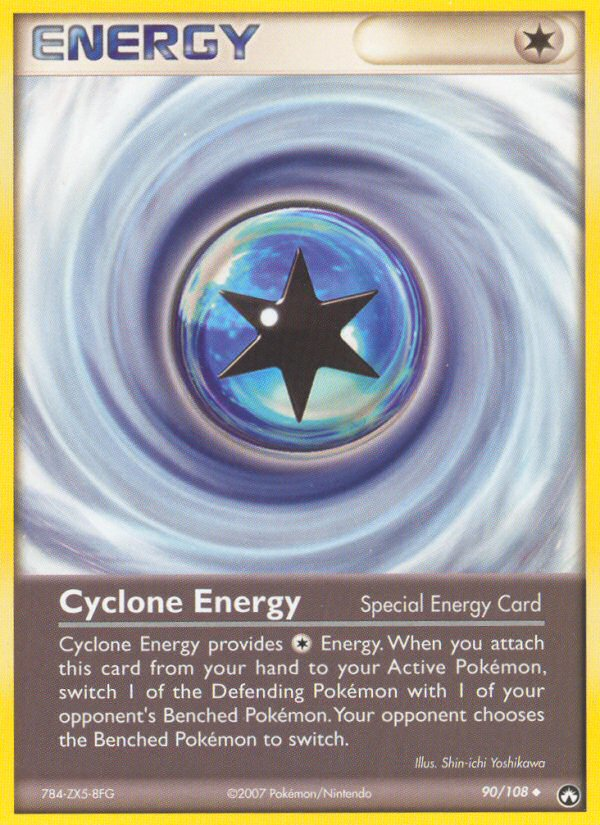 ENERGY
Cyclone Energy Special Energy Card
Cyclone Energy provides Energy. When you attach
this card from your hand to your Active Pokémon,
switch 1 of the Defending Pokémon with 1 of your
opponent's Benched Pokémon. Your opponent chooses
the Benched Pokémon to switch.
Illus. Shin-ichi Yoshikawa
784-ZX5-8FG ©2007 Pokémon/Nintendo 90/108